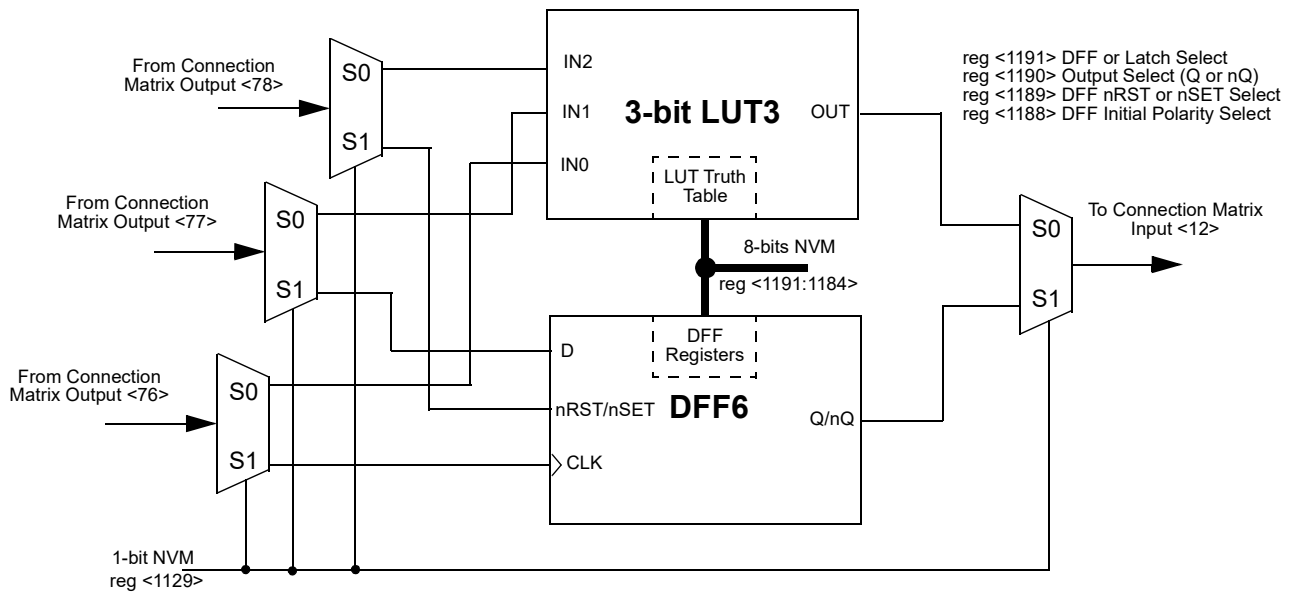 From Connection
Matrix Output <78>
S0
S1
IN2
IN1
IN0
3-bit LUT3
OUT
LUT Truth
Table
reg <1191> DFF or Latch Select
reg <1190> Output Select (Q or nQ)
reg <1189> DFF nRST or nSET Select
reg <1188> DFF Initial Polarity Select
From Connection
Matrix Output <77>
S0
S1
8-bits NVM
reg <1191:1184>
S0
S1
To Connection Matrix
Input <12>
From Connection
Matrix Output <76>
S0
S1
D
nRST/nSET
CLK
DFF
Registers
DFF6
Q/nQ
1-bit NVM
reg <1129>